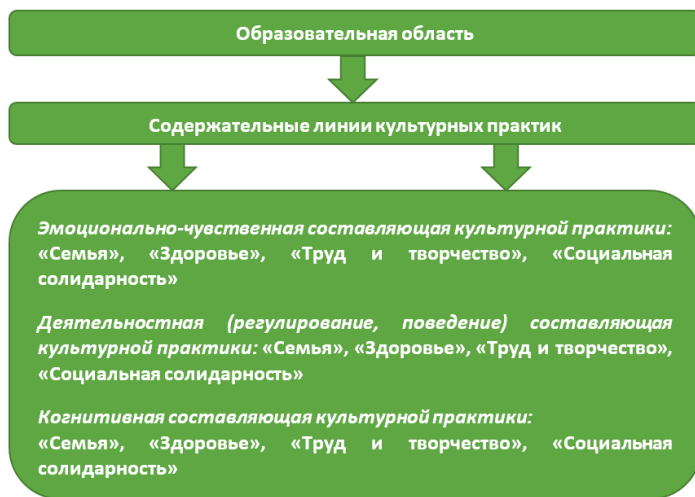 Образовательная область
Содержательные линии культурных практик
Эмоционально-чувственная составляющая культурной практики:
«Семья», «Здоровье», «Труд и творчество», «Социальная
солидарность»
Деятельностная (регулирование, поведение) составляющая
культурной практики: «Семья», «Здоровье», «Труд и творчество»,
«Социальная солидарность»
Когнитивная составляющая культурной практики:
«Семья», «Здоровье», «Труд и творчество», «Социальная
солидарность»